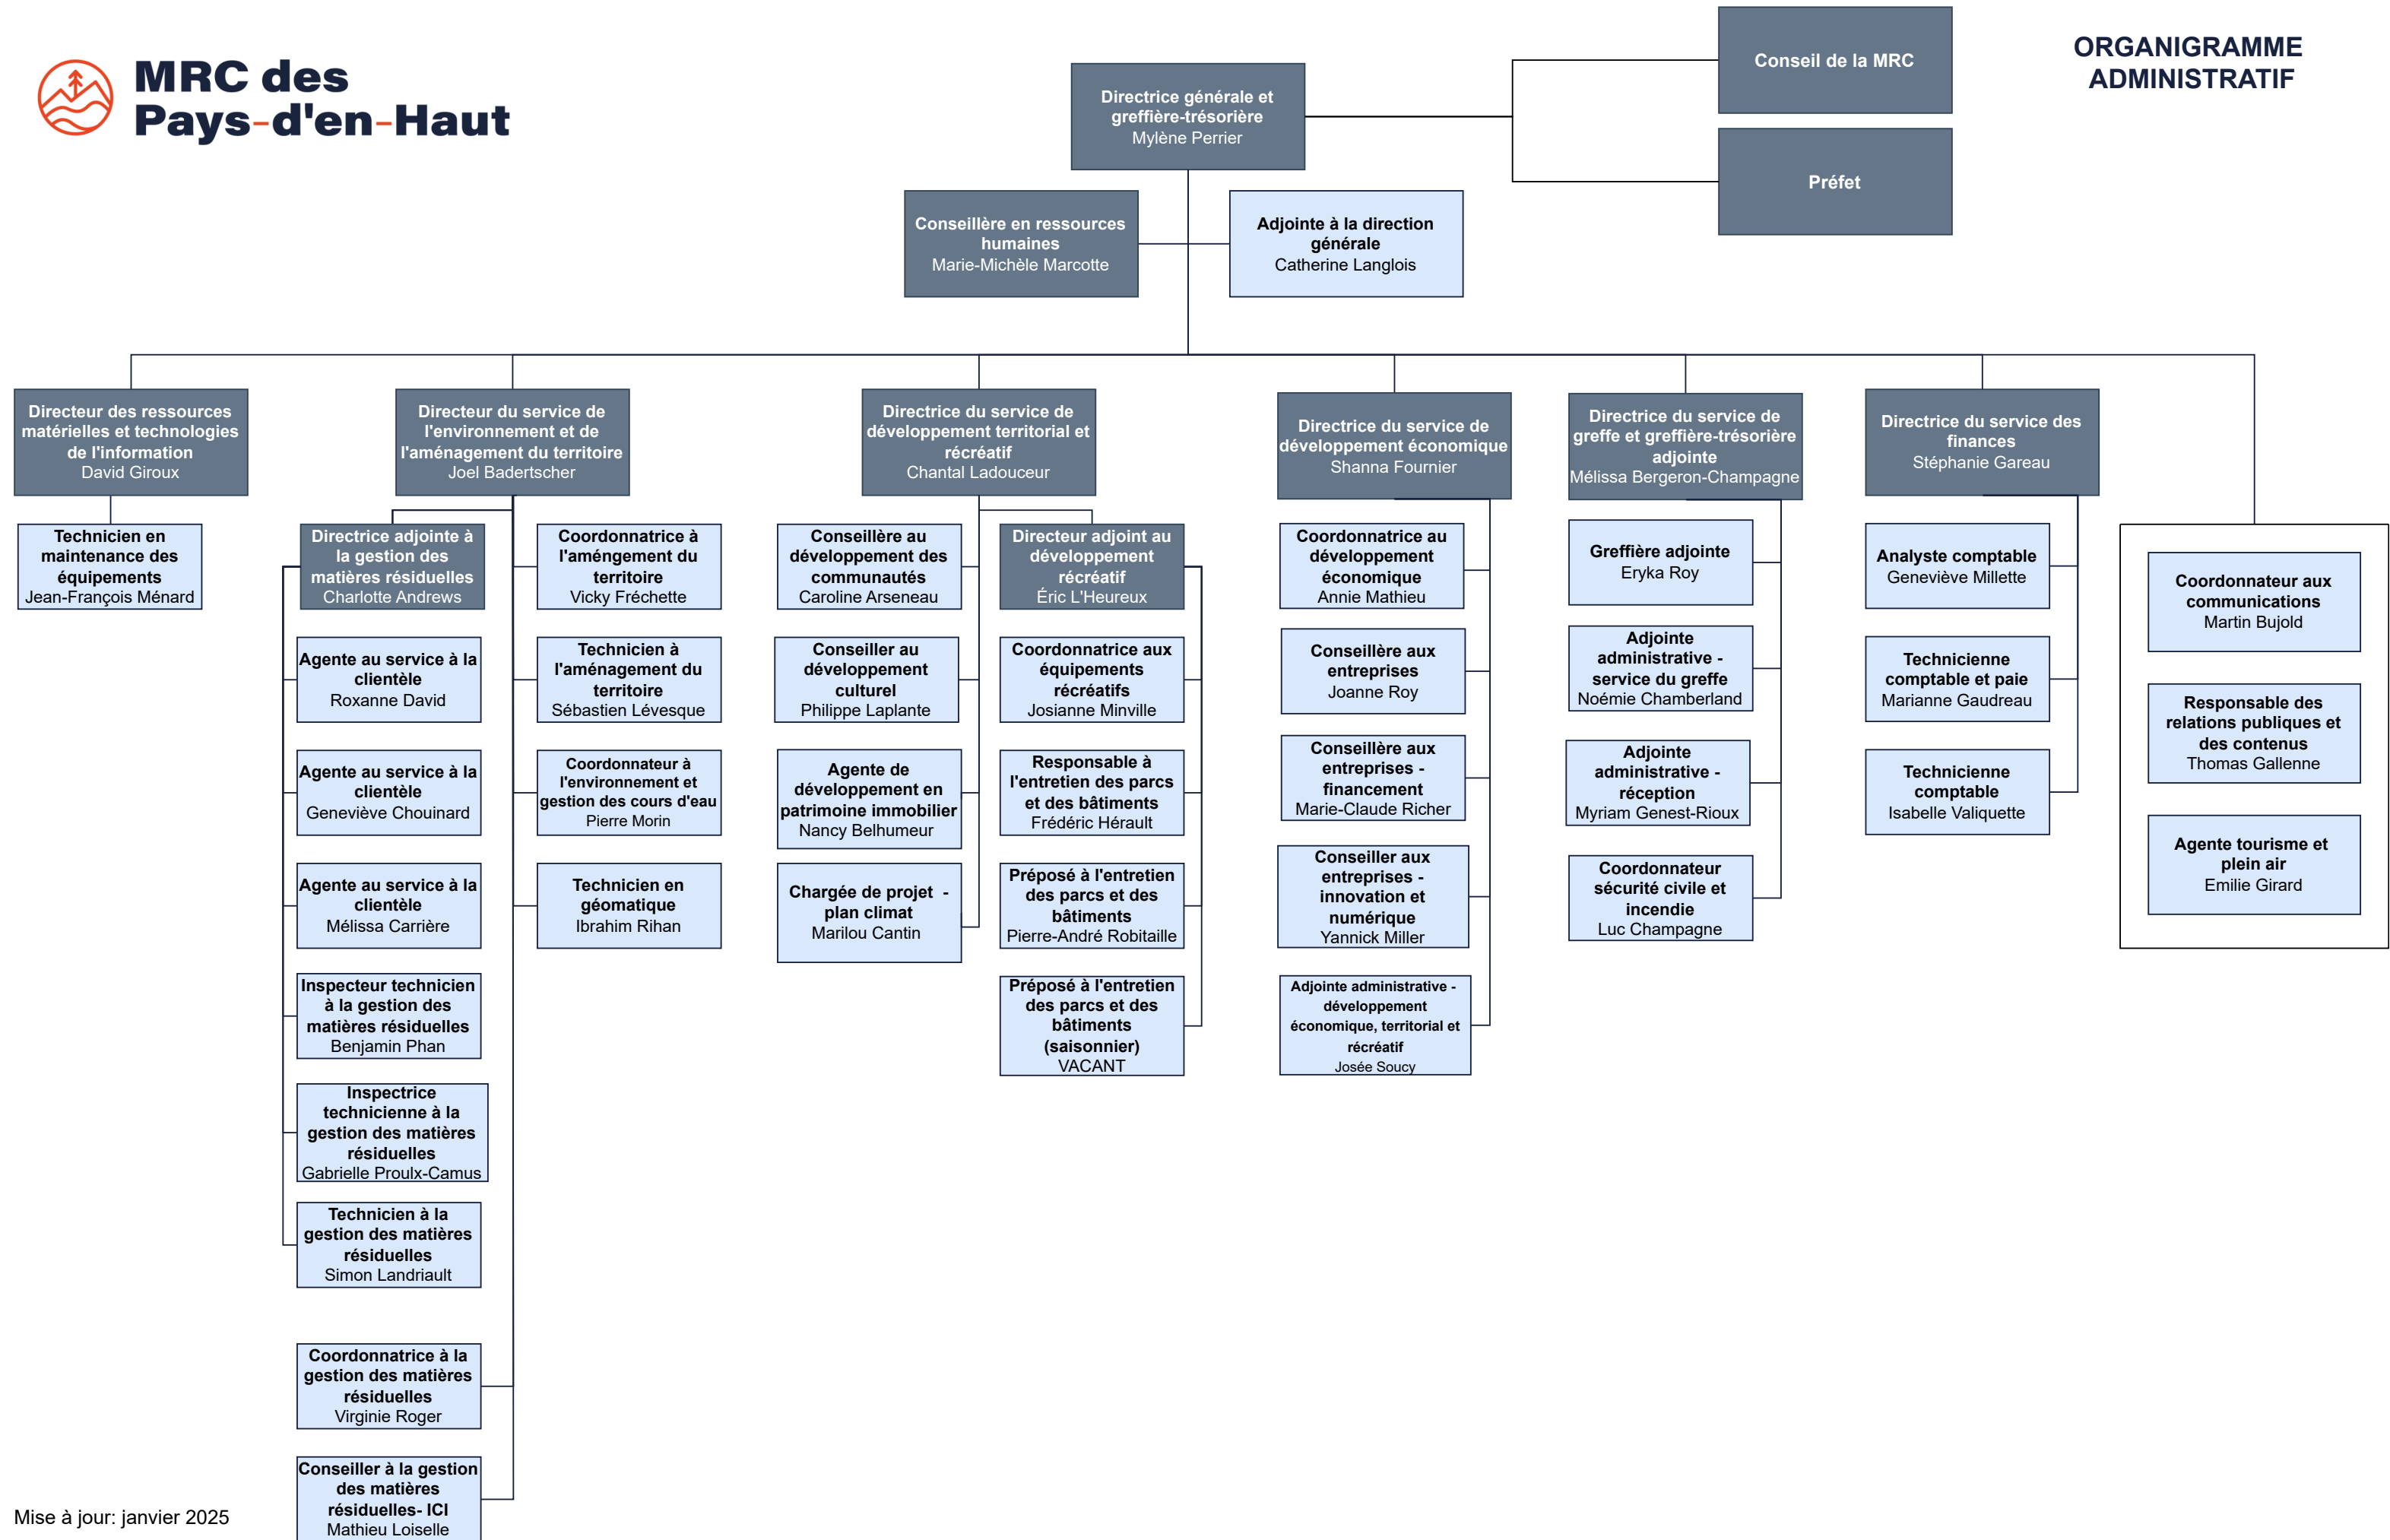 MRC des
Pays-d'en-Haut
ORGANIGRAMME
ADMINISTRATIF
Conseil de la MRC
Préfet
Directrice générale et
greffière-trésorière
Mylène Perrier
Conseillère en ressources
humaines
Marie-Michèle Marcotte
Adjointe à la direction
générale
Catherine Langlois
Directeur des ressources
matérielles et technologies
de l'information
David Giroux
Technicien en
maintenance des
équipements
Jean-François Ménard
Directeur du service de
l'environnement et de
l'aménagement du territoire
Joel Badertscher
Directrice adjointe à
la gestion des
matières résiduelles
Charlotte Andrews
Agente au service à la
clientèle
Roxanne David
Agente au service à la
clientèle
Geneviève Chouinard
Agente au service à la
clientèle
Mélissa Carrière
Inspecteur technicien
à la gestion des
matières résiduelles
Benjamin Phan
Inspectrice
technicienne à la
gestion des matières
résiduelles
Gabrielle Proulx-Camus
Technicien à la
gestion des matières
résiduelles
Simon Landriault
Coordonnatrice à la
gestion des matières
résiduelles
Virginie Roger
Conseiller à la gestion
des matières
résiduelles- ICI
Mathieu Loiselle
Coordonnatrice à
l'améngement du
territoire
Vicky Fréchette
Technicien à
l'aménagement du
territoire
Sébastien Lévesque
Coordonnateur à
l'environnement et
gestion des cours d'eau
Pierre Morin
Technicien en
géomatique
Ibrahim Rihan
Directrice du service de
développement territorial et
récréatif
Chantal Ladouceur
Conseillère au
développement des
communautés
Caroline Arseneau
Conseiller au
développement
culturel
Philippe Laplante
Agente de
développement en
patrimoine immobilier
Nancy Belhumeur
Chargée de projet  -
plan climat
Marilou Cantin
Directeur adjoint au
développement
récréatif
Éric L'Heureux
Coordonnatrice aux
équipements
récréatifs
Josianne Minville
Responsable à
l'entretien des parcs
et des bâtiments
Frédéric Hérault
Préposé à l'entretien
des parcs et des
bâtiments
Pierre-André Robitaille
Préposé à l'entretien
des parcs et des
bâtiments
(saisonnier)
VACANT
Directrice du service de
développement économique
Shanna Fournier
Coordonnatrice au
développement
économique
Annie Mathieu
Conseillère aux
entreprises
Joanne Roy
Conseillère aux
entreprises -
financement
Marie-Claude Richer
Conseiller aux
entreprises -
innovation et
numérique
Yannick Miller
Adjointe administrative -
développement
économique, territorial et
récréatif
Josée Soucy
Directrice du service de
greffe et greffière-trésorière
adjointe
Mélissa Bergeron-Champagne
Greffière adjointe
Eryka Roy
Adjointe
administrative -
service du greffe
Noémie Chamberland
Adjointe
administrative -
réception
Myriam Genest-Rioux
Coordonnateur
sécurité civile et
incendie
Luc Champagne
Directrice du service des
finances
Stéphanie Gareau
Analyste comptable
Geneviève Millette
Technicienne
comptable et paie
Marianne Gaudreau
Technicienne
comptable
Isabelle Valiquette
Coordonnateur aux
communications
Martin Bujold
Responsable des
relations publiques et
des contenus
Thomas Gallenne
Agente tourisme et
plein air
Emilie Girard
Mise à jour: janvier 2025